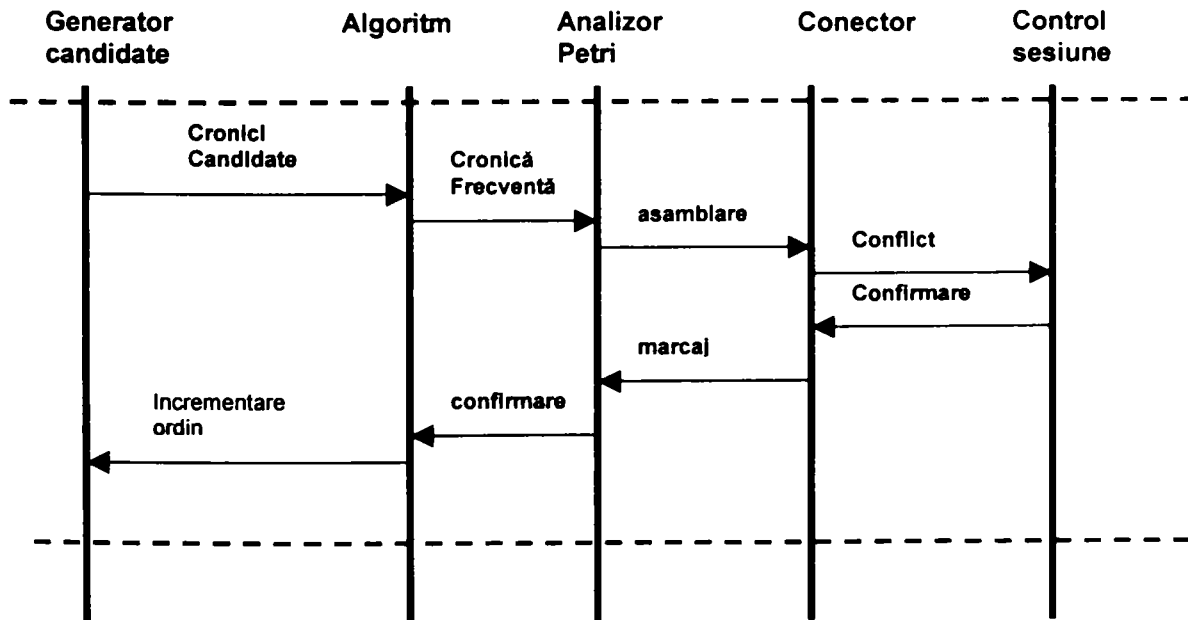 Generator
candidate
Algoritm
Analizor
Petri
Conector
Control
sesiune
Cronici
Candidate
Cronică
Frecventă
asamblare
Conflict
Confirmare
marcaj
confirmare
Incrementare
ordin